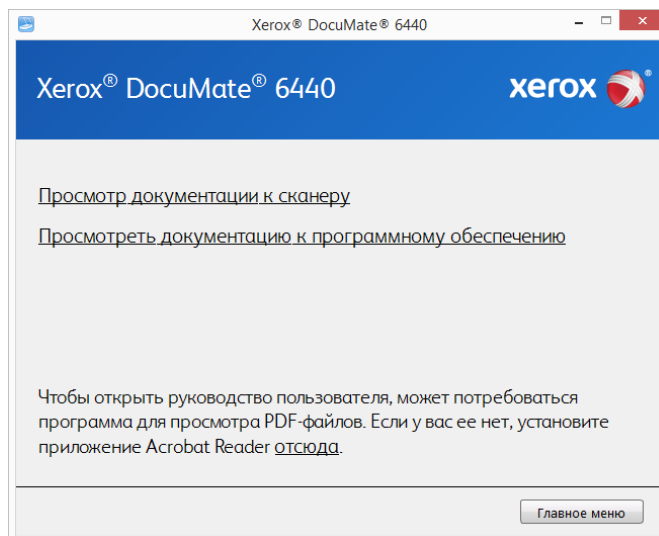 Xerox® DocuMate® 6440
Xerox® DocuMate® 6440
xerox ®
Просмотр документации к сканеру
Просмотреть документацию к программному обеспечению
Чтобы открыть руководство пользователя, может потребоваться
программа для просмотра PDF-файлов. Если у вас ее нет, установите
приложение Acrobat Reader отсюда.
Главное меню